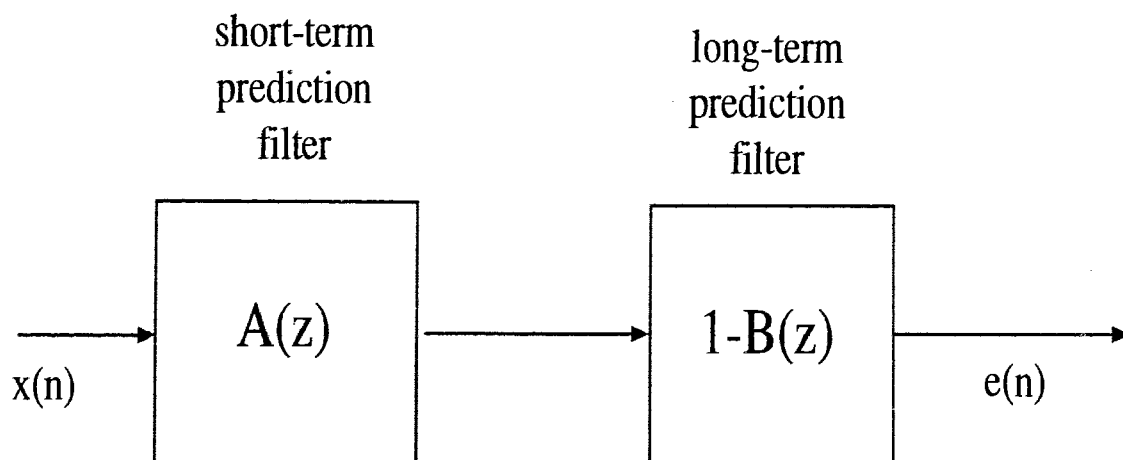 short-term
prediction
filter
long-term
prediction
filter
A(z)
1-B(z)
x(n)
e(n)